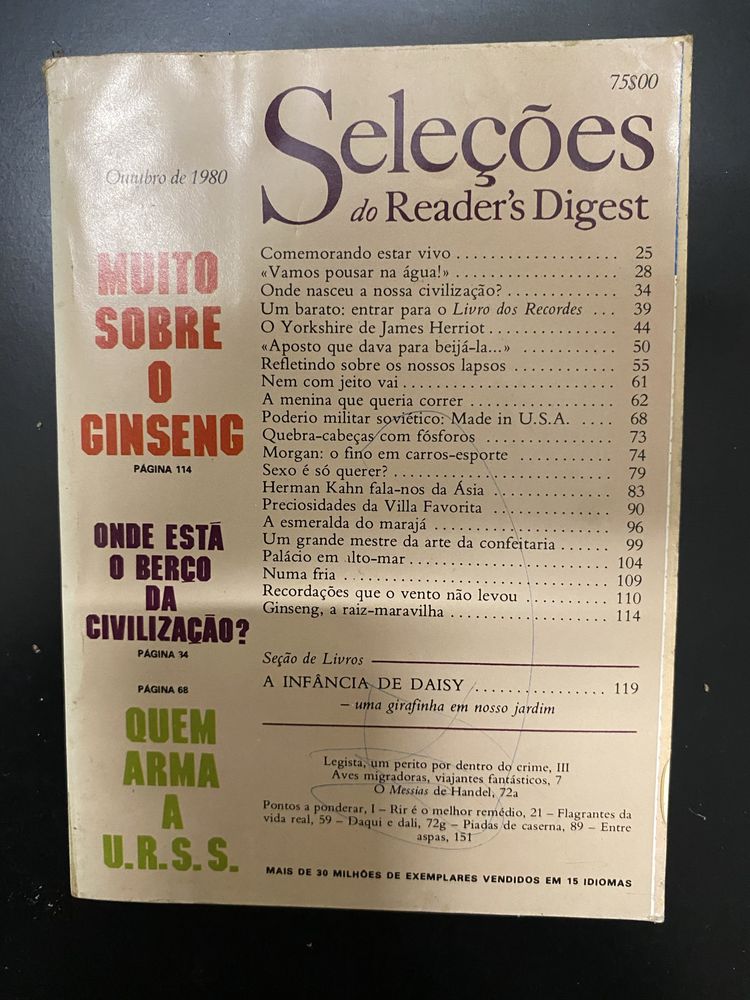 75$00
Seleções
do Reader's Digest
Outubro de 1980
MUITO
SOBRE
O
GINSENG
PÁGINA 114
ONDE ESTÁ
O BERÇO
DA
CIVILIZAÇÃO?
PÁGINA 34
PÁGINA 68
QUEM
ARMA
A
U.R.S.S.
Comemorando estar vivo ................... 25
«Vamos pousar na água!» ................... 28
Onde nasceu a nossa civilização? ............. 34
Um barato: entrar para o Livro dos Recordes ... 39
O Yorkshire de James Herriot ............... 44
«Aposto que dava para beijá-la...» ........... 50
Refletindo sobre os nossos lapsos ............ 55
Nem com jeito vai ......................... 61
A menina que queria correr ................. 62
Poderio militar soviético: Made in U.S.A. .... 68
Quebra-cabeças com fósforos ............... 73
Morgan: o fino em carros-esporte ............ 74
Sexo é só querer? .......................... 79
Herman Kahn fala-nos da Ásia .............. 83
Preciosidades da Villa Favorita .............. 90
A esmeralda do marajá ..................... 96
Um grande mestre da arte da confeitaria ...... 99
Palácio em alto-mar ....................... 104
Numa fria ............................... 109
Recordações que o vento não levou .......... 110
Ginseng, a raiz-maravilha ................... 114
Seção de Livros
A INFÂNCIA DE DAISY ................ 119
– uma girafinha em nosso jardim
Legista, um perito por dentro do crime, III
Aves migradoras, viajantes fantásticos, 7
O Messias de Handel, 72a
Pontos a ponderar, I – Rir é o melhor remédio, 21 – Flagrantes da
vida real, 59 – Daqui e dali, 72g – Piadas de caserna, 89 – Entre
aspas, 151
MAIS DE 30 MILHÕES DE EXEMPLARES VENDIDOS EM 15 IDIOMAS